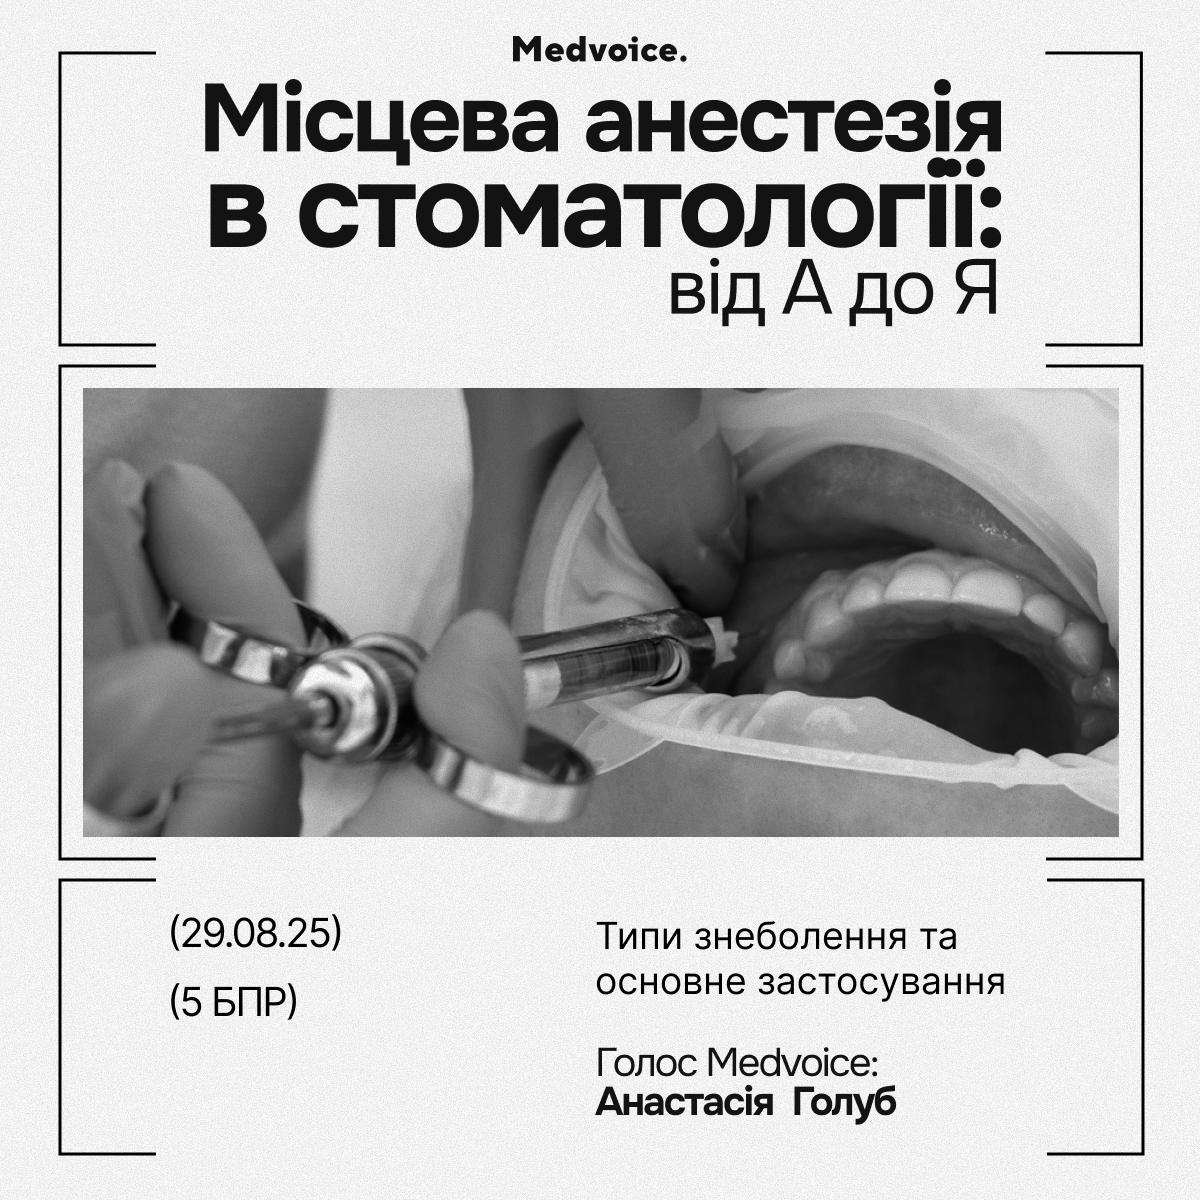 Medvoice.
Місцева анестезія
в стоматології:
від А до Я
(29.08.25)
(5 БПР)
Типи знеболення та
основне застосування
Голос Medvoice:
Анастасія Голуб